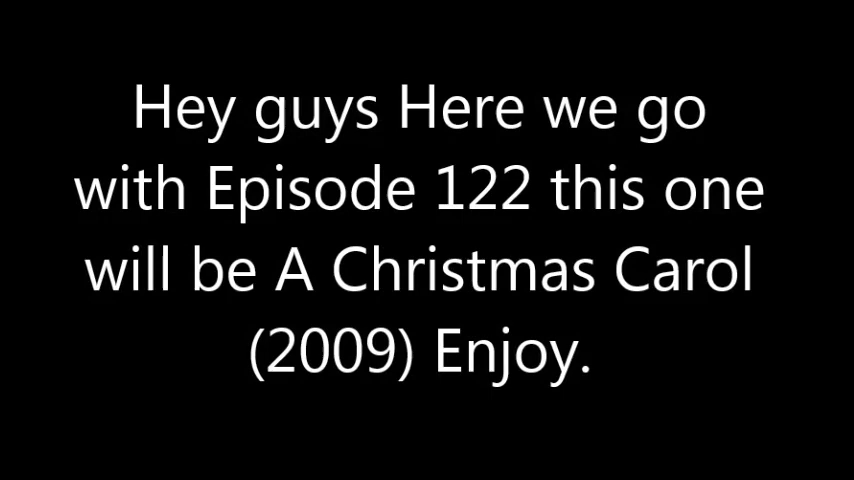 Hey guys Here we go
with Episode 122 this one
will be A Christmas Carol
(2009) Enjoy.